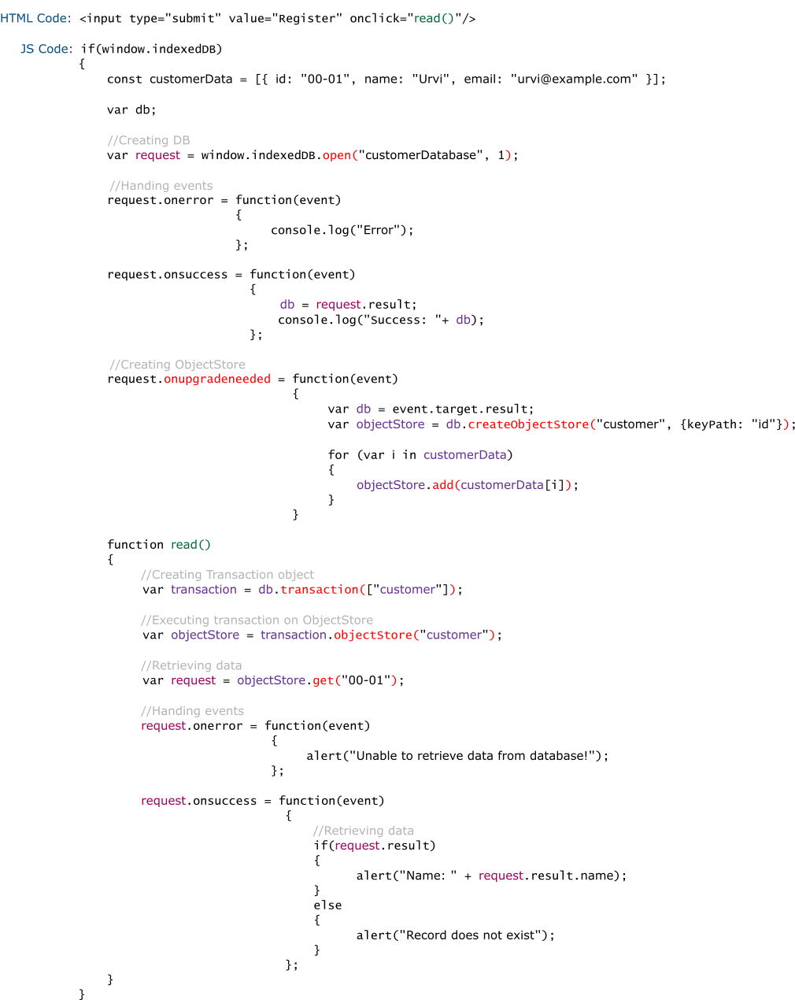 HTML Code: <input type="submit" value="Register" onclick="read()"/>
JS Code: if(window.indexedDB)
{
const customerData = [{ id: "00-01", name: "Urvi", email: "urvi@example.com" }];
var db;
//Creating DB
var request = window.indexedDB.open("customerDatabase", 1);
//Handing events
request.onerror = function(event)
{
console.log("Error");
};
request.onsuccess = function(event)
{
db = request.result;
console.log("Success: "+ db);
};
//Creating ObjectStore
request.onupgradeneeded = function(event)
{
var db = event.target.result;
var objectStore = db.createObjectStore("customer", {keyPath: "id"});
for (var i in customerData)
{
objectStore.add(customerData[i]);
}
}
function read()
{
//Creating Transaction object
var transaction = db.transaction(["customer"]);
//Executing transaction on ObjectStore
var objectStore = transaction.objectStore("customer");
//Retrieving data
var request = objectStore.get("00-01");
//Handing events
request.onerror = function(event)
{
alert("Unable to retrieve data from database!");
};
request.onsuccess = function(event)
{
//Retrieving data
if(request.result)
{
alert("Name: " + request.result.name);
}
else
{
alert("Record does not exist");
}
};
}
}